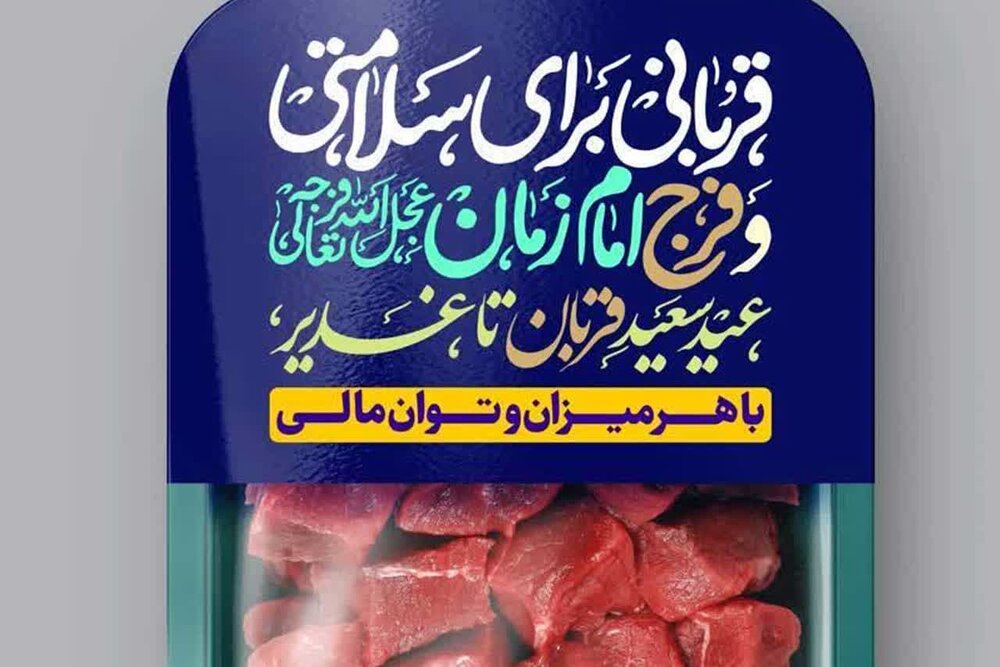 قربانی برای سلامتی
و فرج امام زمان عجل الله تعالی فرجه
عید سعید قربان تا غدیر
با هر میزان و توان مالی